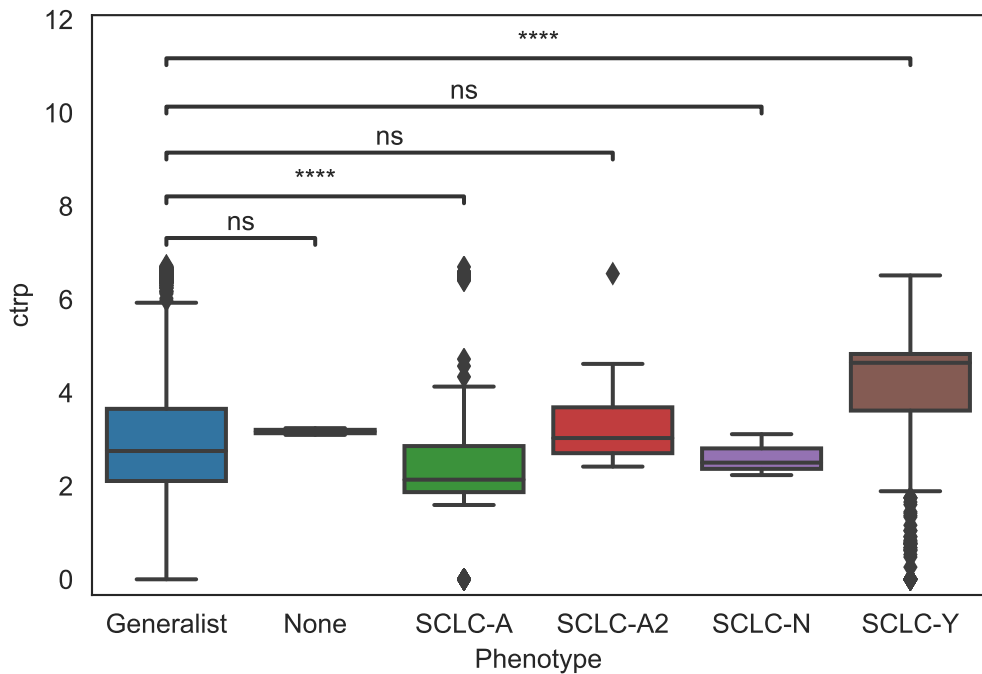 12
****
10
ns
ns
8
****
ns
6
ctrp
4
2
0
Generalist None SCLC-A SCLC-A2 SCLC-N SCLC-Y
Phenotype